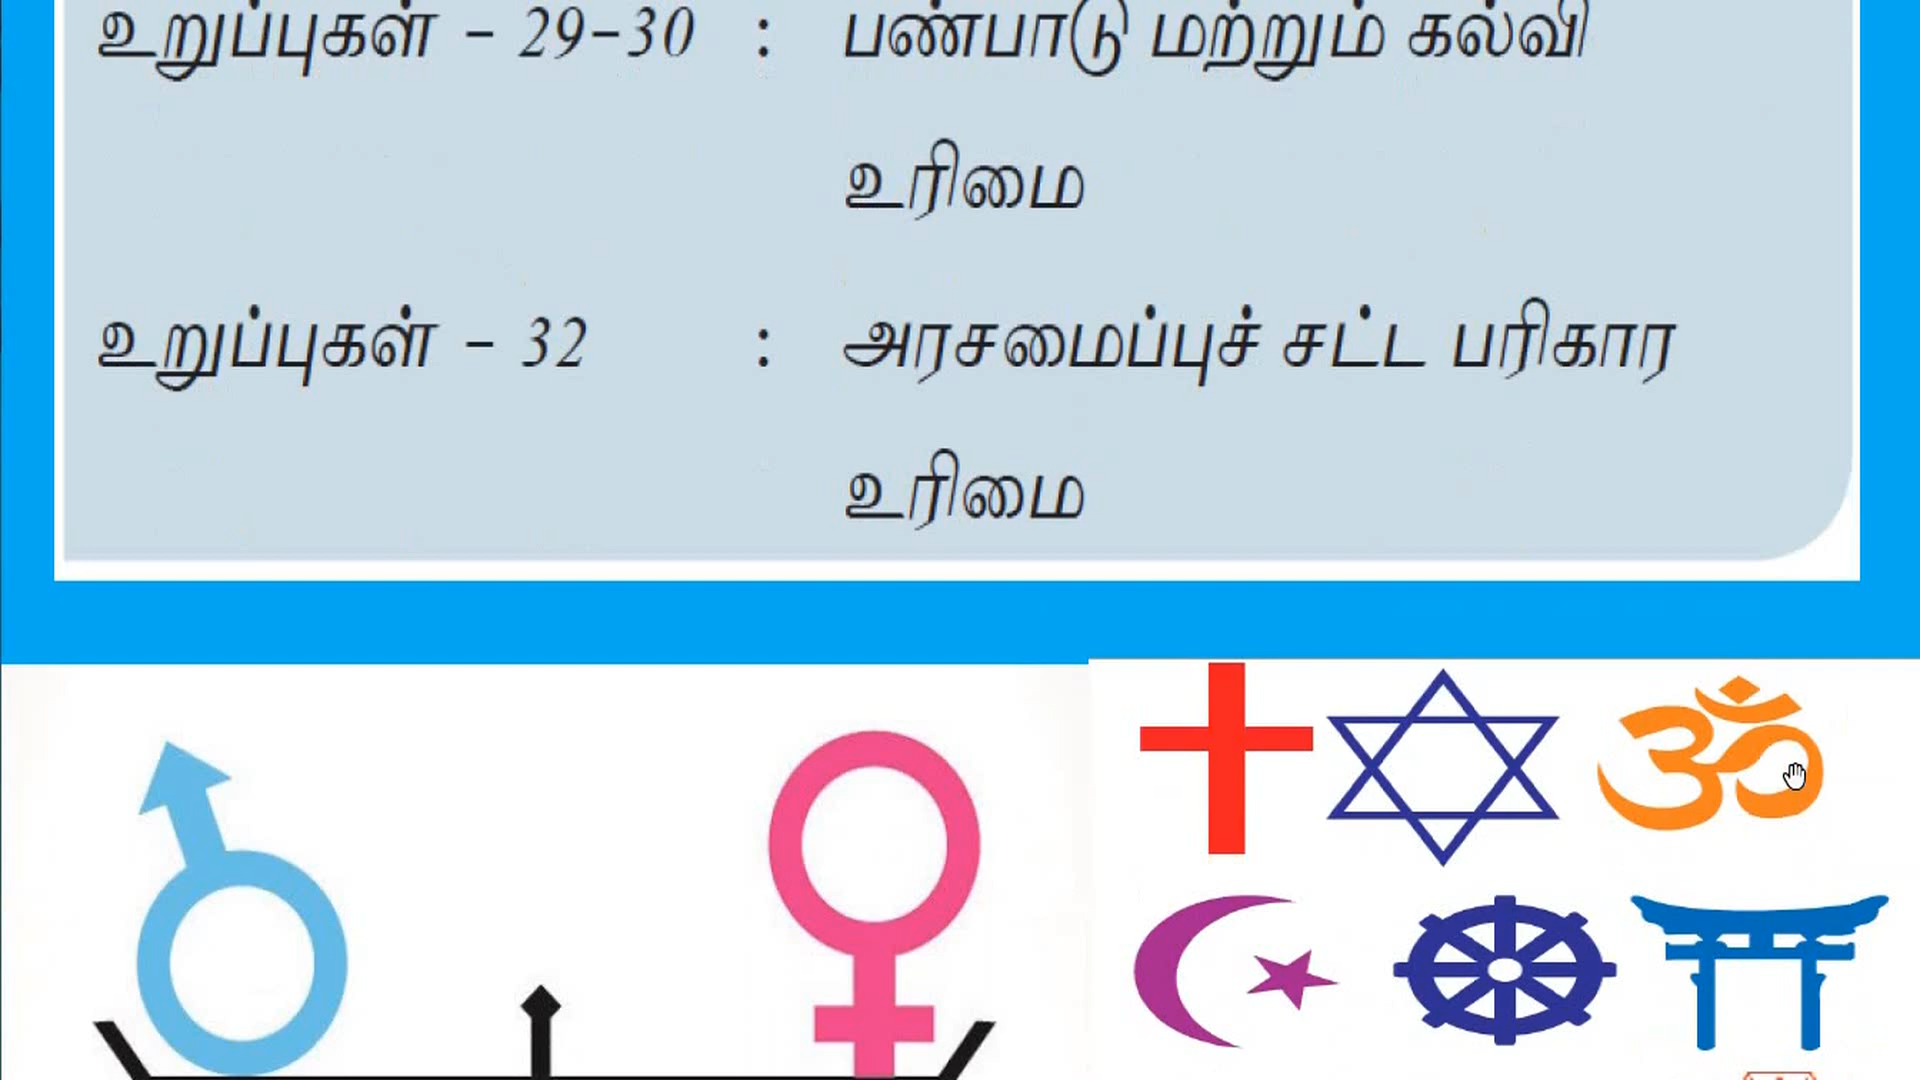 உறுப்புகள் - 29-30 : பண்பாடு மற்றும் கல்வி
உரிமை
உறுப்புகள் - 32 : அரசமைப்புச் சட்ட பரிகார
உரிமை